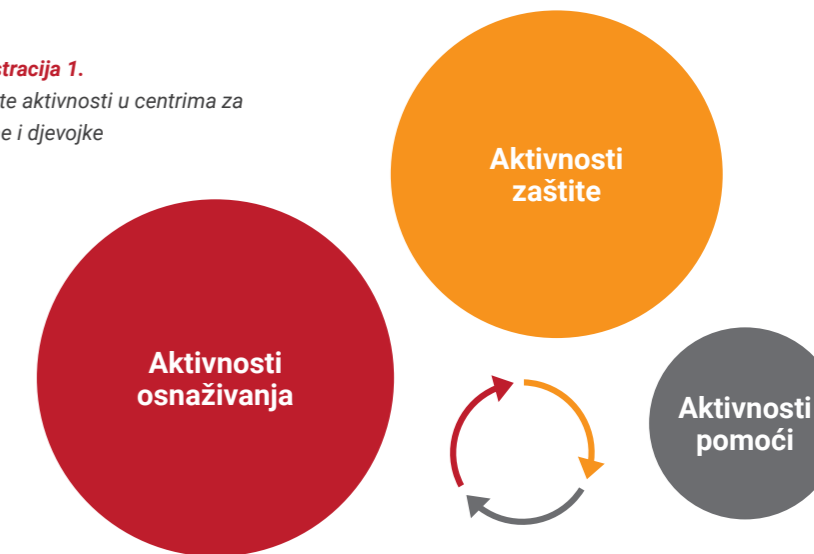 stracija 1.
te aktivnosti u centrima za
e i djevojke
Aktivnosti
zaštite
Aktivnosti
osnaživanja
Aktivnosti
pomoći